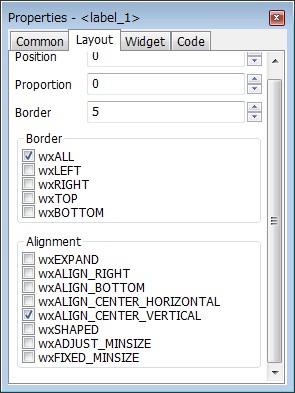 Properties - <label_1>
Common Layout Widget Code
Position 0
Proportion 0
Border 5
Border
wxALL
wxLEFT
wxRIGHT
wxTOP
wxBOTTOM
Alignment
wxEXPAND
wxALIGN_RIGHT
wxALIGN_BOTTOM
wxALIGN_CENTER_HORIZONTAL
wxALIGN_CENTER_VERTICAL
wxSHAPED
wxADJUST_MINSIZE
wxFIXED_MINSIZE